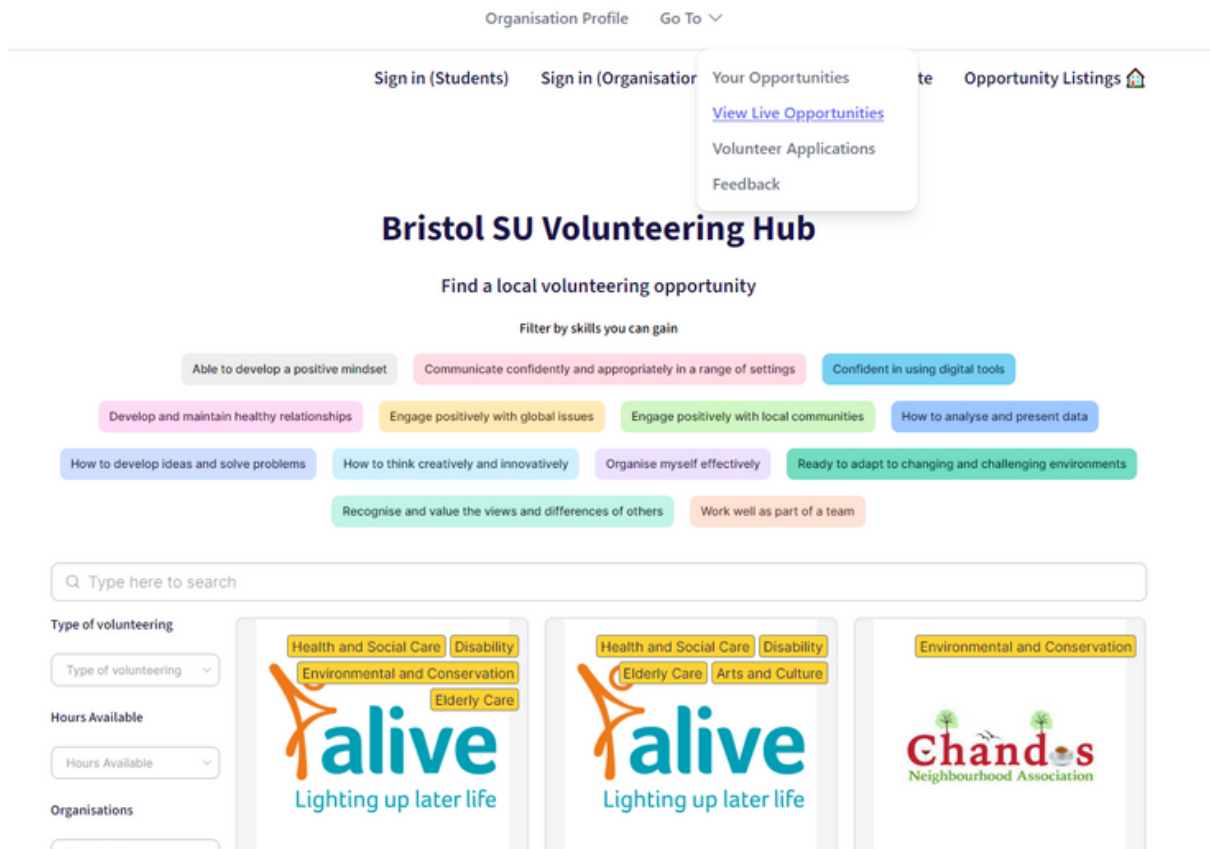 Organisation Profile Go To
Sign in (Students) Sign in (Organisation te Opportunity Listings
Your Opportunities
View Live Opportunities
Volunteer Applications
Feedback
Bristol SU Volunteering Hub
Find a local volunteering opportunity
Filter by skills you can gain
Able to develop a positive mindset Communicate confidently and appropriately in a range of settings Confident in using digital tools
Develop and maintain healthy relationships Engage positively with global issues Engage positively with local communities How to analyse and present data
How to develop ideas and solve problems How to think creatively and innovatively Organise myself effectively Ready to adapt to changing and challenging environments
Recognise and value the views and differences of others Work well as part of a team
Type here to search
Type of volunteering
Type of volunteering
Hours Available
Hours Available
Organisations
Health and Social Care Disability
Environmental and Conservation
Elderly Care
alive
Lighting up later life
Health and Social Care Disability
Elderly Care Arts and Culture
alive
Lighting up later life
Environmental and Conservation
Chandos
Neighbourhood Association